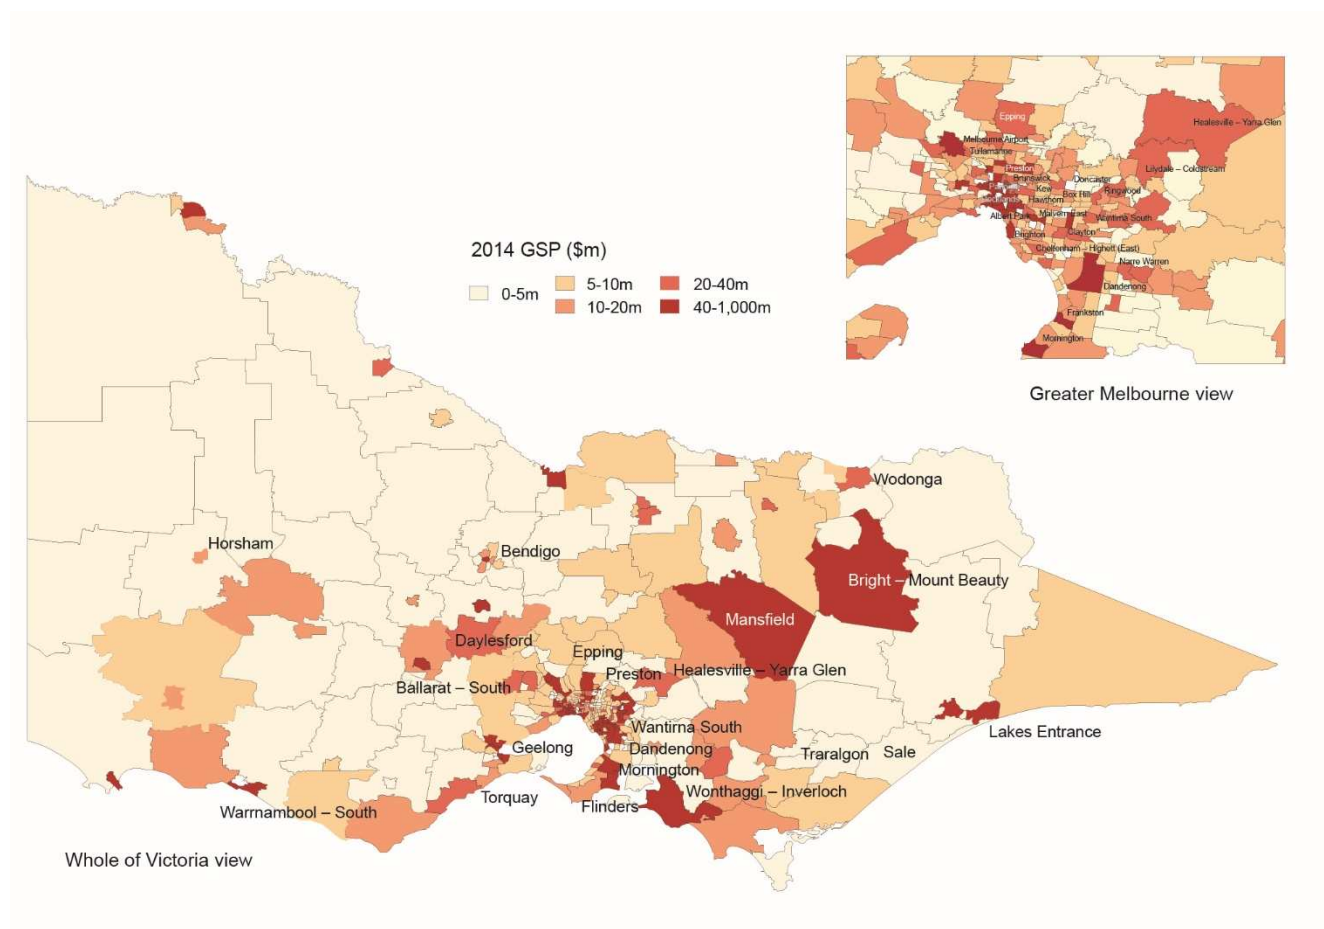 Epping
Healesville – Yarra Glen
Melbourne Airport
Tullamarine
Preston
Lilydale – Coldstream
Brunswick
Doncaster
Kew
Box Hill
Ringwood
Hawthorn
Albert Park
Malvern East
Wantirna South
Brighton
Clayton
Cheltenham – Highett (East)
Narre Warren
Dandenong
Frankston
Mornington
Greater Melbourne view
2014 GSP ($m)
0-5m
5-10m
20-40m
10-20m
40-1,000m
Wodonga
Horsham
Bendigo
Bright – Mount Beauty
Mansfield
Daylesford
Epping
Preston
Healesville – Yarra Glen
Ballarat – South
Wantirna South
Lakes Entrance
Geelong
Dandenong
Traralgon
Sale
Mornington
Torquay
Wonthaggi – Inverloch
Flinders
Warrnambool – South
Whole of Victoria view